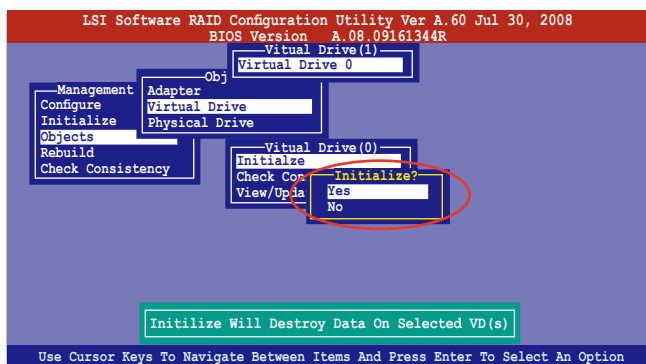 LSI Software RAID Configuration Utility Ver A.60 Jul 30, 2008
BIOS Version A.08.09161344R
Vitual Drive(1)
Virtual Drive 0
Obj
Adapter
Virtual Drive
Physical Drive
Management
Configure
Initialize
Objects
Rebuild
Check Consistency
Vitual Drive(0)
Initialze
Check Con
View/Upda
Initialize?
Yes
No
Initilize Will Destroy Data On Selected VD(s)
Use Cursor Keys To Navigate Between Items And Press Enter To Select An Option